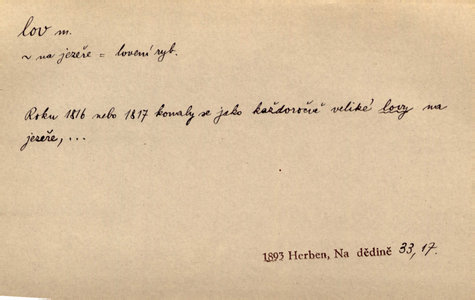 lov m.
~ na jezeře = lovení ryb.
Roku 1816 nebo 1817 konaly se jako každoročně veliké lovy na
jezeře, ...
1893 Herben, Na dědině 33, 17.